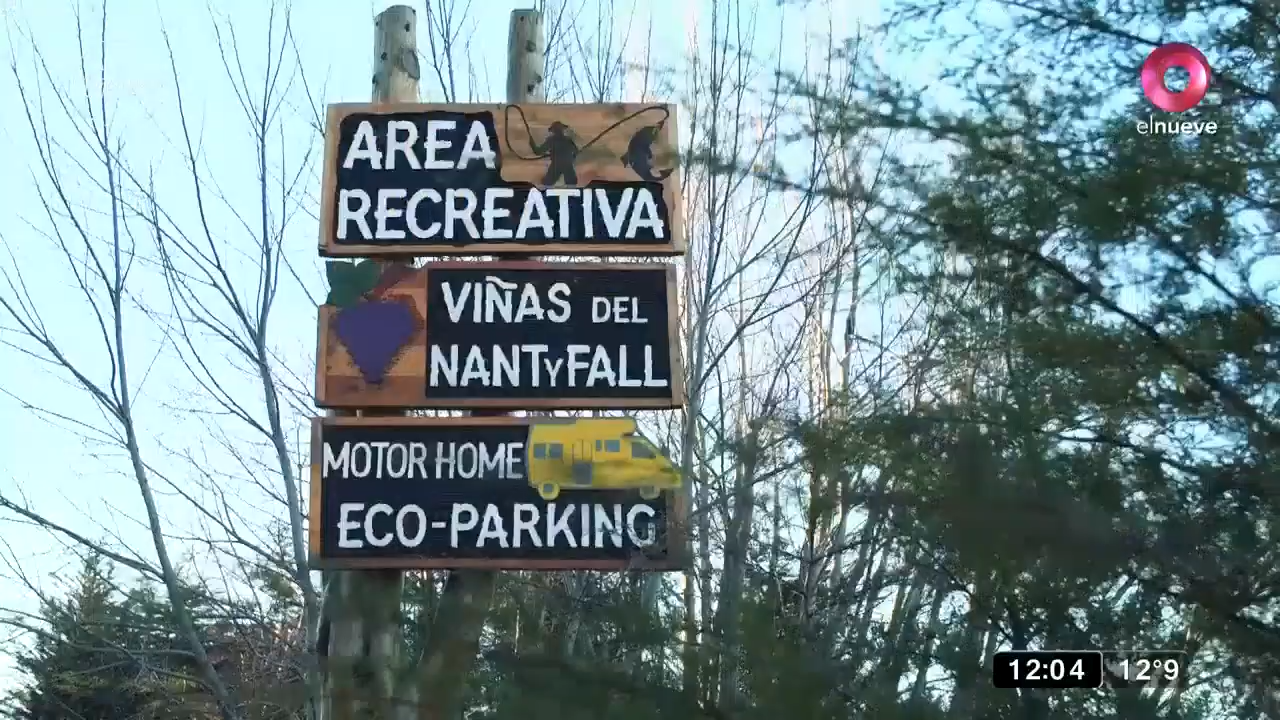 elnueve
AREA
RECREATIVA
VIÑAS DEL
NANTyFALL
MOTOR HOME
ECO-PARKING
12:04 12°9